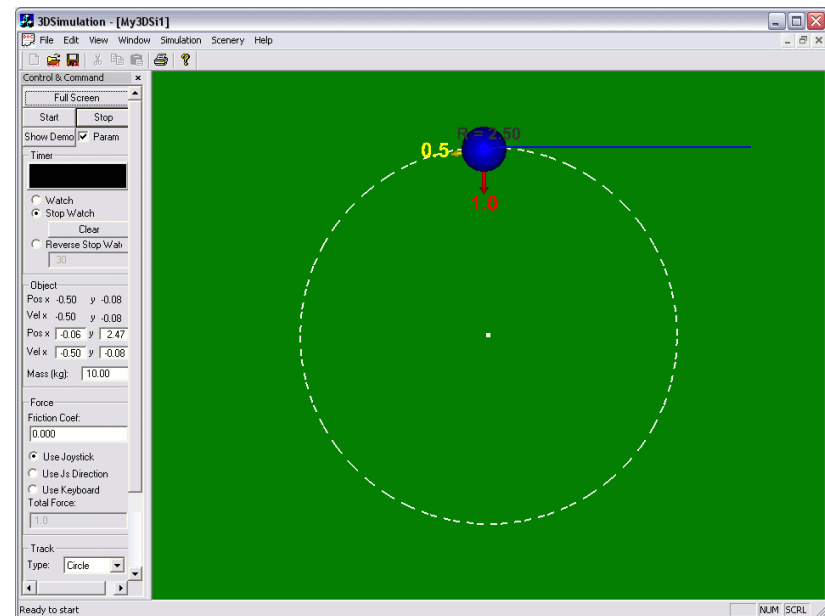 3DSimulation - [My3DSi1]
File Edit View Window Simulation Scenery Help
Control & Command
Full Screen
Start Stop
Show Demo Param
Timer
Watch
Stop Watch
Clear
Reverse Stop Wat
30
Object
Pos x -0.50 y -0.08
Vel x -0.50 y -0.08
Pos x -0.06 y 2.47
Vel x -0.50 y -0.08
Mass (kg): 10.00
Force
Friction Coef:
0.000
Use Joystick
Use Js Direction
Use Keyboard
Total Force:
1.0
Track
Type: Circle
R = 2.50
0.5
1.0
Ready to start
NUM SCRL